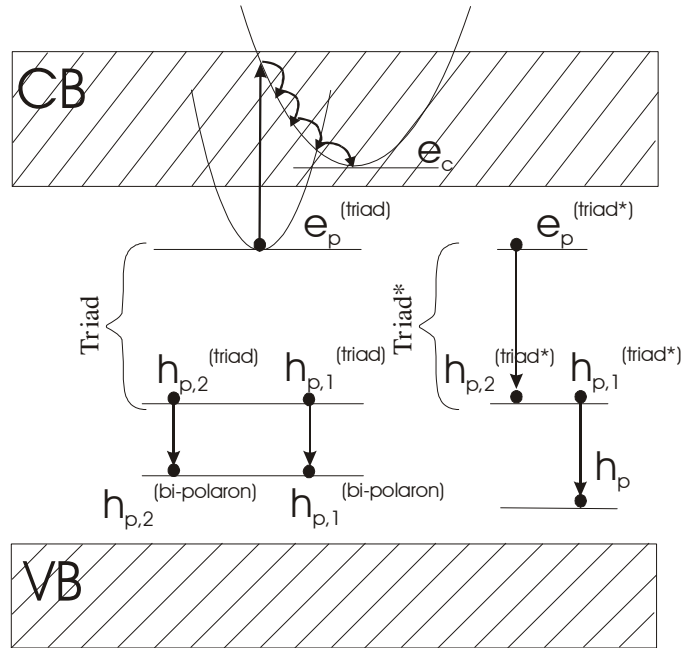 CB
e_c
e_p^(triad) e_p^(triad*)
Triad Triad*
h_p,2^(triad) h_p,1^(triad) h_p,2^(triad*) h_p,1^(triad*)
h_p
h_p,2^(bi-polaron) h_p,1^(bi-polaron)
VB